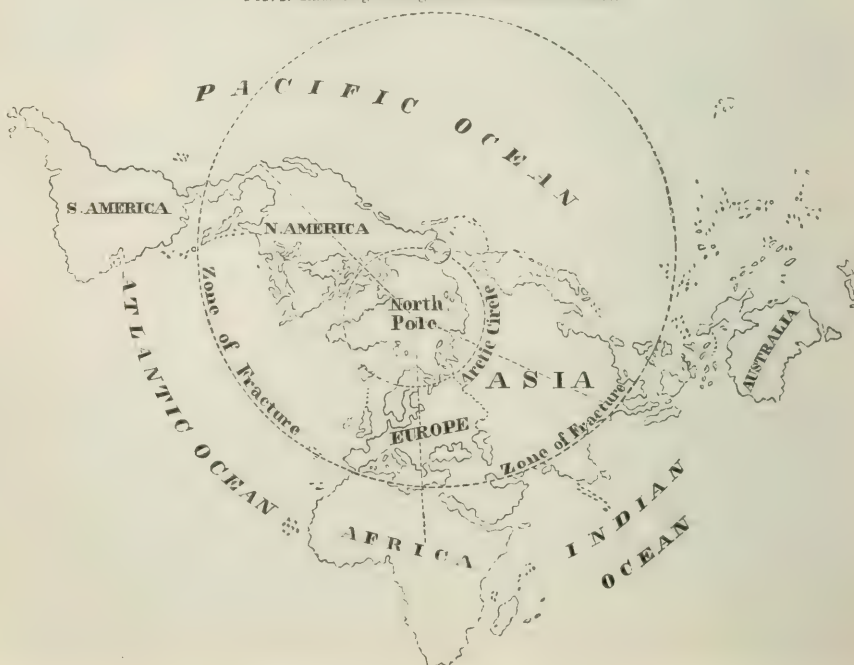 PACIFIC OCEAN
S. AMERICA
N. AMERICA
North
Pole
Arctic Circle
Zone of Fracture
ATLANTIC OCEAN
ASIA
EUROPE
Zone of Fracture
AUSTRALIA
AFRICA
INDIAN
OCEAN